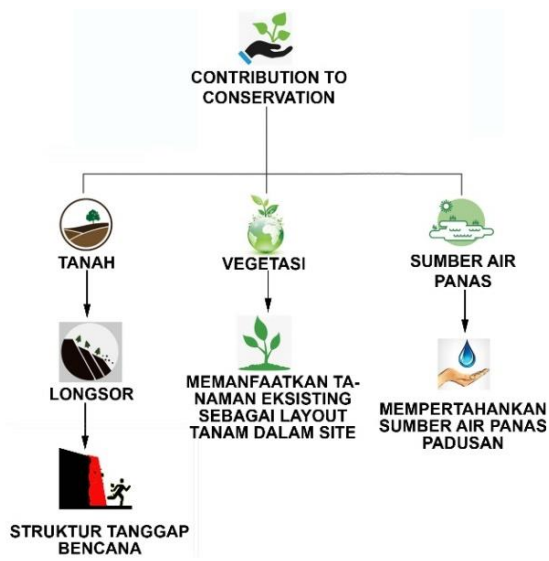 CONTRIBUTION TO
CONSERVATION
TANAH
VEGETASI
SUMBER AIR
PANAS
LONGSOR
MEMANFAATKAN TA-
NAMAN EKSISTING
SEBAGAI LAYOUT
TANAM DALAM SITE
MEMPERTAHANKAN
SUMBER AIR PANAS
PADUSAN
STRUKTUR TANGGAP
BENCANA